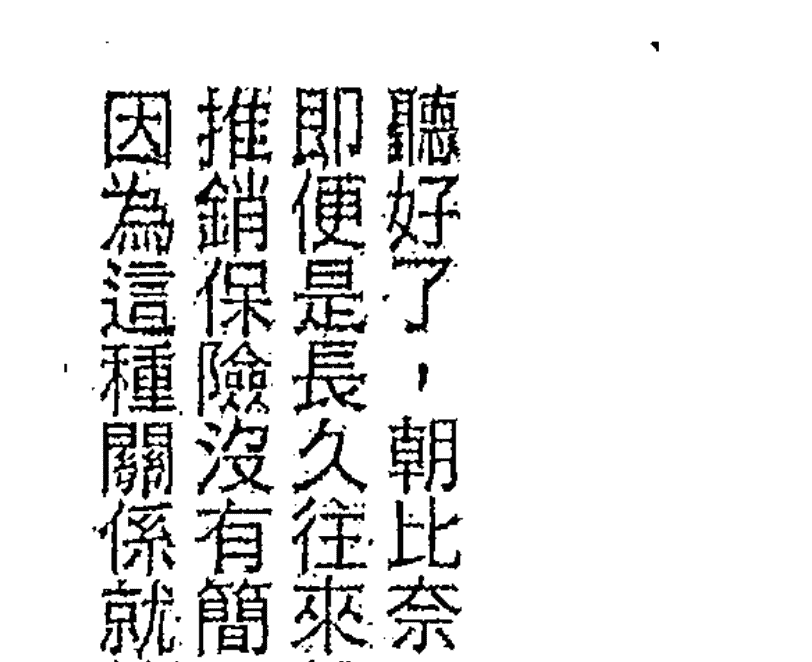 聽好了，朝比奈
即便是長久往來
推銷保險沒有簡
因為這種關係就